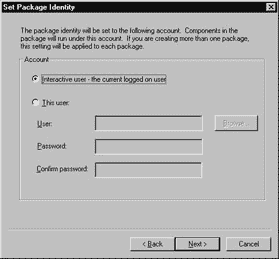 Set Package Identity
The package identity will be set to the following account. Components in the
package will run under this account. If you are creating more than one package,
this setting will be applied to each package.
Account
Interactive user - the current logged on user
This user:
User:
Browse...
Password:
Confirm password:
< Back
Next >
Cancel